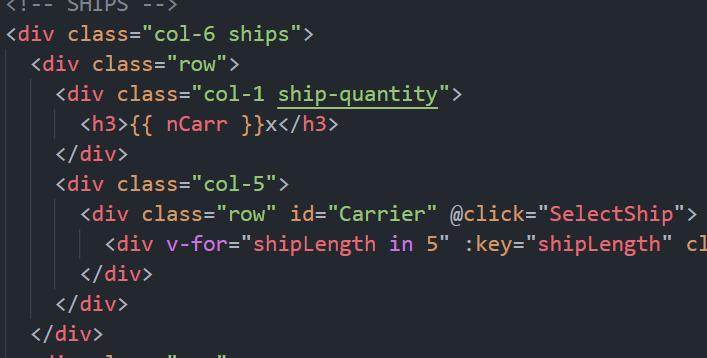 <!-- SHIPS -->
<div class="col-6 ships">
<div class="row">
<div class="col-1 ship-quantity">
<h3>{{ nCarr }}x</h3>
</div>
<div class="col-5">
<div class="row" id="Carrier" @click="SelectShip">
<div v-for="shipLength in 5" :key="shipLength" cl
</div>
</div>
</div>